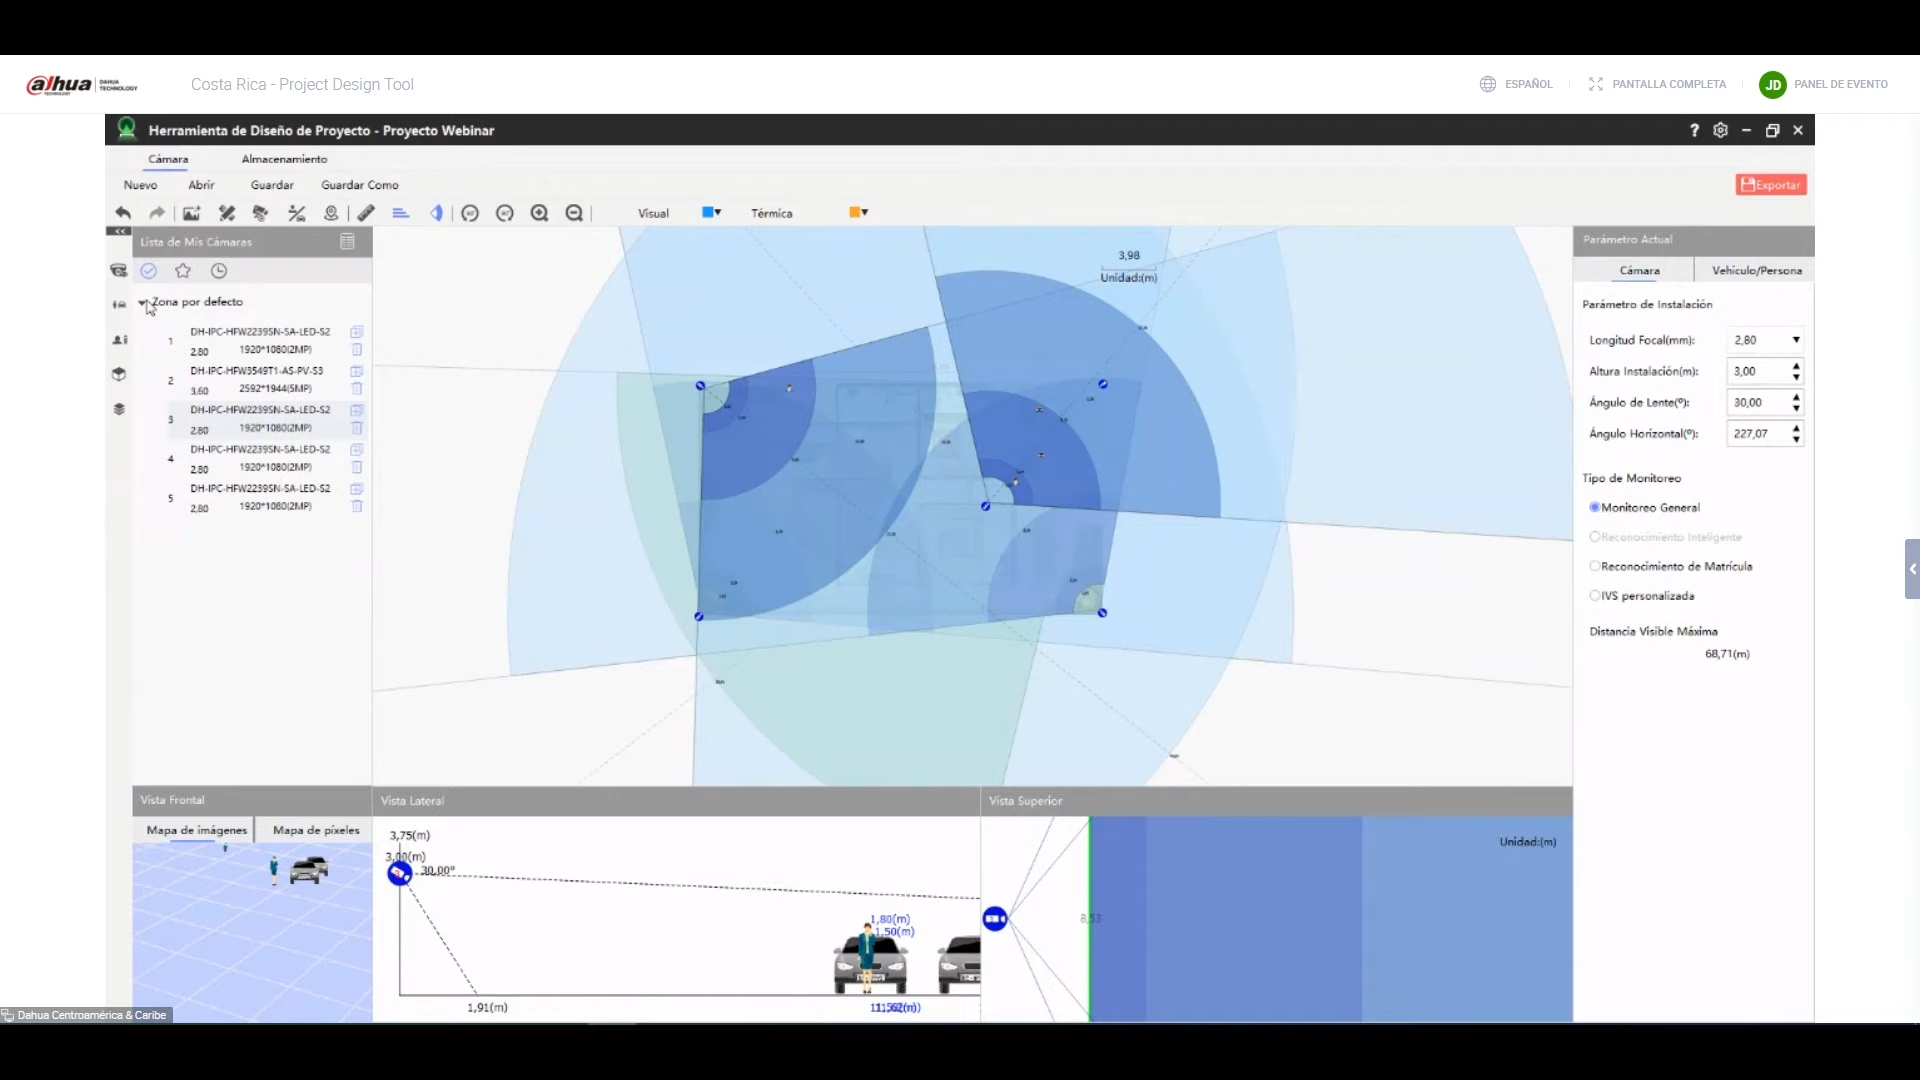 alhua
DAHUA
TECHNOLOGY
Costa Rica - Project Design Tool
ESPAÑOL
PANTALLA COMPLETA
JD
PANEL DE EVENTO
Herramienta de Diseño de Proyecto - Proyecto Webinar
Cámara
Almacenamiento
Nuevo
Abrir
Guardar
Guardar Como
Exportar
Visual
Térmica
Lista de Mis Cámaras
Zona por defecto
1
DH-IPC-HFW2239SN-SA-LED-S2
2.80
1920*1080(2MP)
2
DH-IPC-HFW3549T1-AS-PV-S3
3.60
2592*1944(5MP)
3
DH-IPC-HFW2239SN-SA-LED-S2
2.80
1920*1080(2MP)
4
DH-IPC-HFW2239SN-SA-LED-S2
2.80
1920*1080(2MP)
5
DH-IPC-HFW2239SN-SA-LED-S2
2.80
1920*1080(2MP)
3,98
Unidad:(m)
Parámetro Actual
Cámara
Vehículo/Persona
Parámetro de Instalación
Longitud Focal(mm):
2,80
Altura Instalación(m):
3,00
Ángulo de Lente(º):
30,00
Ángulo Horizontal(º):
227,07
Tipo de Monitoreo
Monitoreo General
Reconocimiento Inteligente
Reconocimiento de Matrícula
IVS personalizada
Distancia Visible Máxima
68,71(m)
Vista Frontal
Mapa de imágenes
Mapa de píxeles
Vista Lateral
3,75(m)
3,00(m)
30,00º
1,80(m)
1,50(m)
1,91(m)
Vista Superior
Unidad:(m)
8,53
Dahua Centroamérica & Caribe